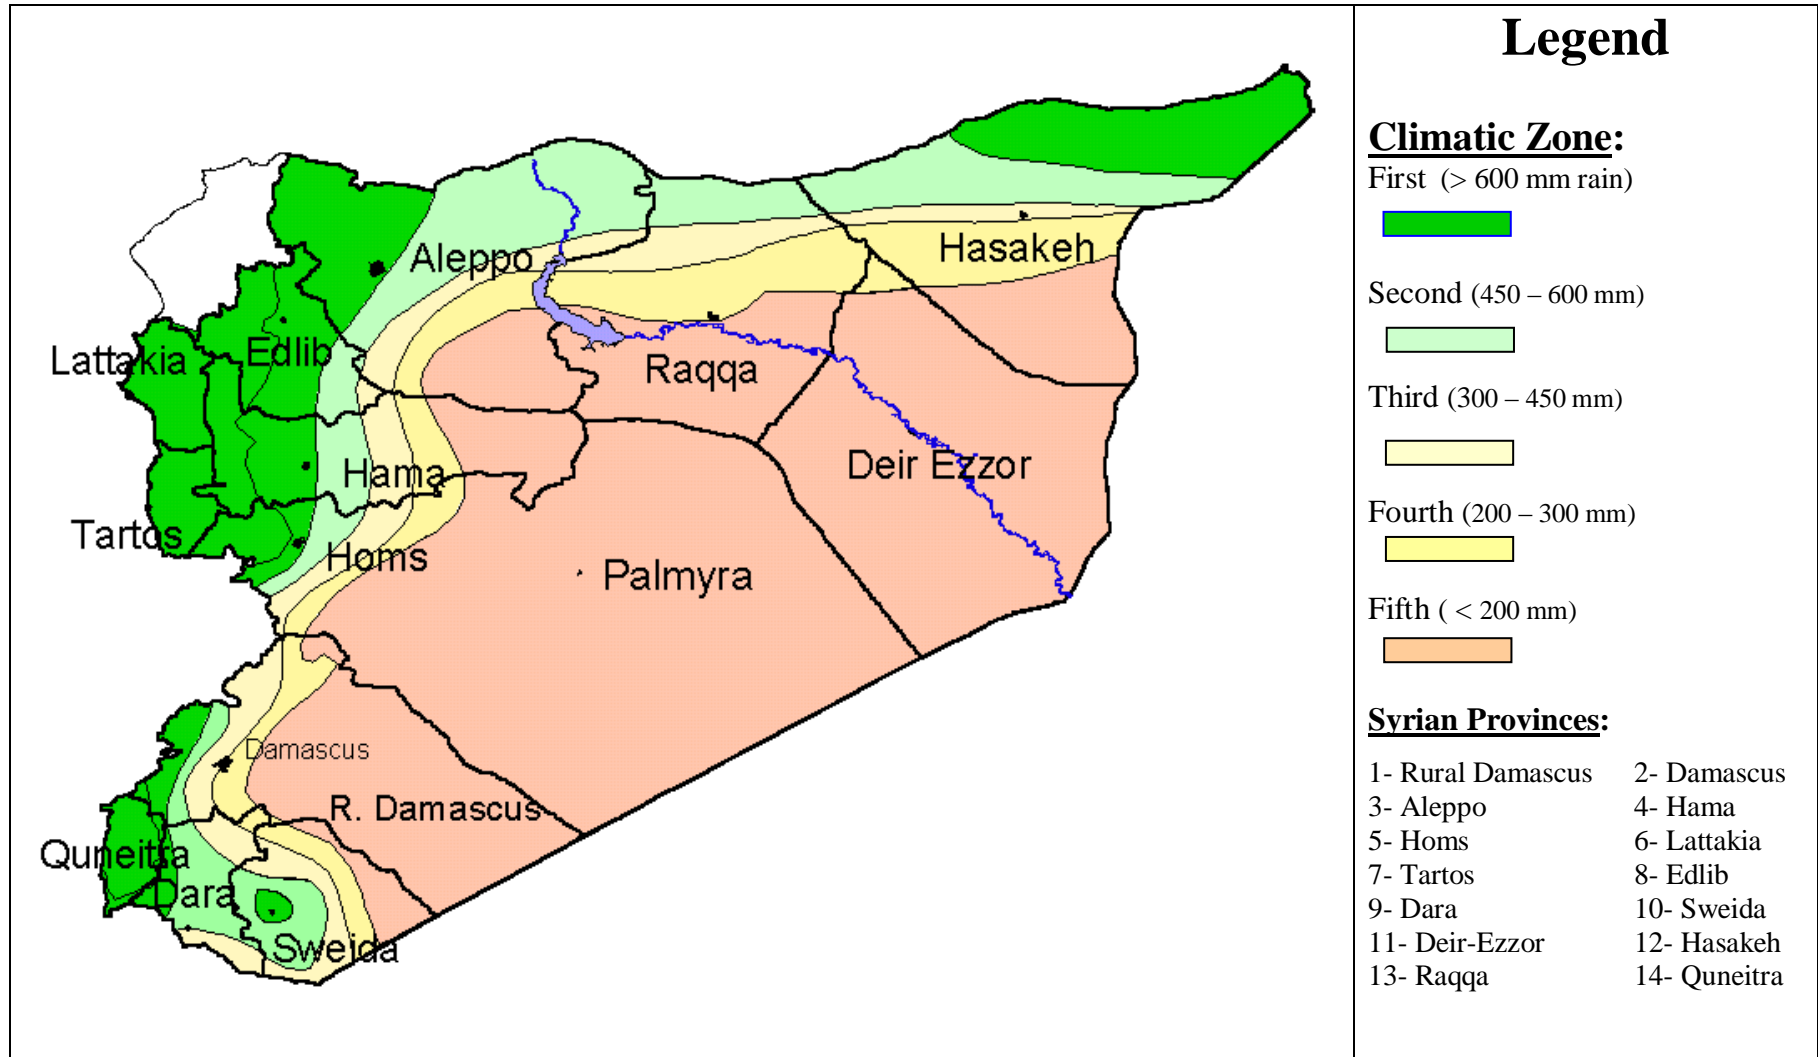 Legend
Climatic Zone:
First (> 600 mm rain)
Second (450 – 600 mm)
Third (300 – 450 mm)
Fourth (200 – 300 mm)
Fifth ( < 200 mm)
Syrian Provinces:
1- Rural Damascus 2- Damascus
3- Aleppo 4- Hama
5- Homs 6- Lattakia
7- Tartos 8- Edlib
9- Dara 10- Sweida
11- Deir-Ezzor 12- Hasakeh
13- Raqqa 14- Quneitra
Aleppo
Hasakeh
Lattakia
Edlib
Raqqa
Hama
Deir Ezzor
Tartos
Homs
Palmyra
Damascus
R. Damascus
Quneitra
Dara
Sweida